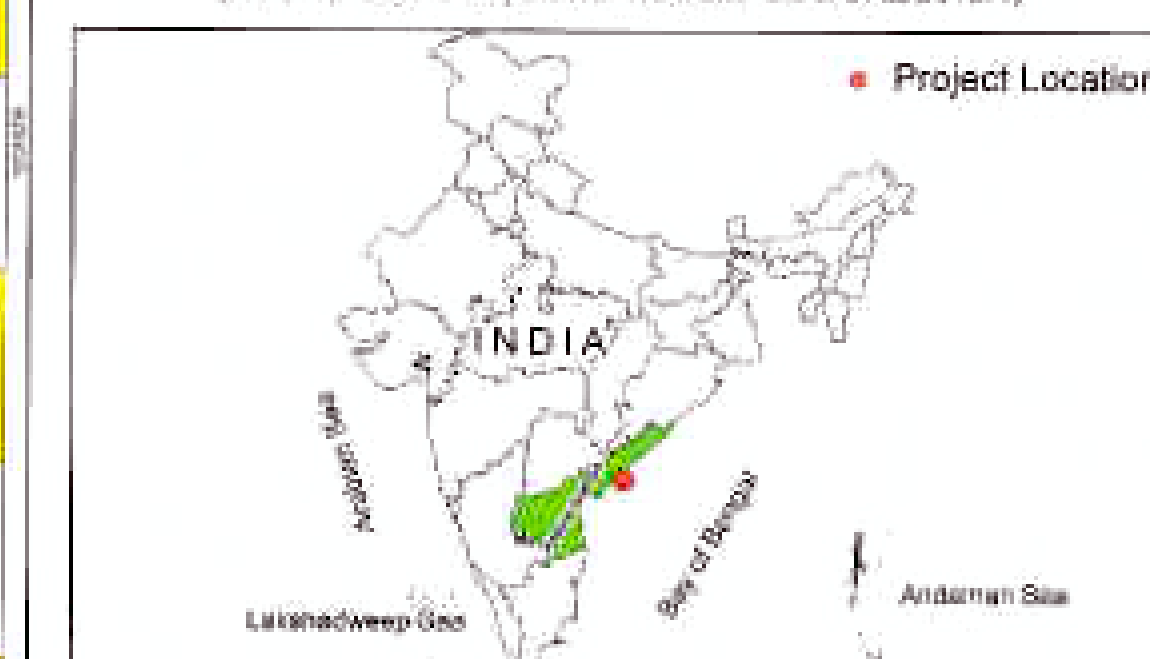 Project Location
INDIA
Arabian Sea
Bay of Bengal
Andaman Sea
Lakshadweep Sea